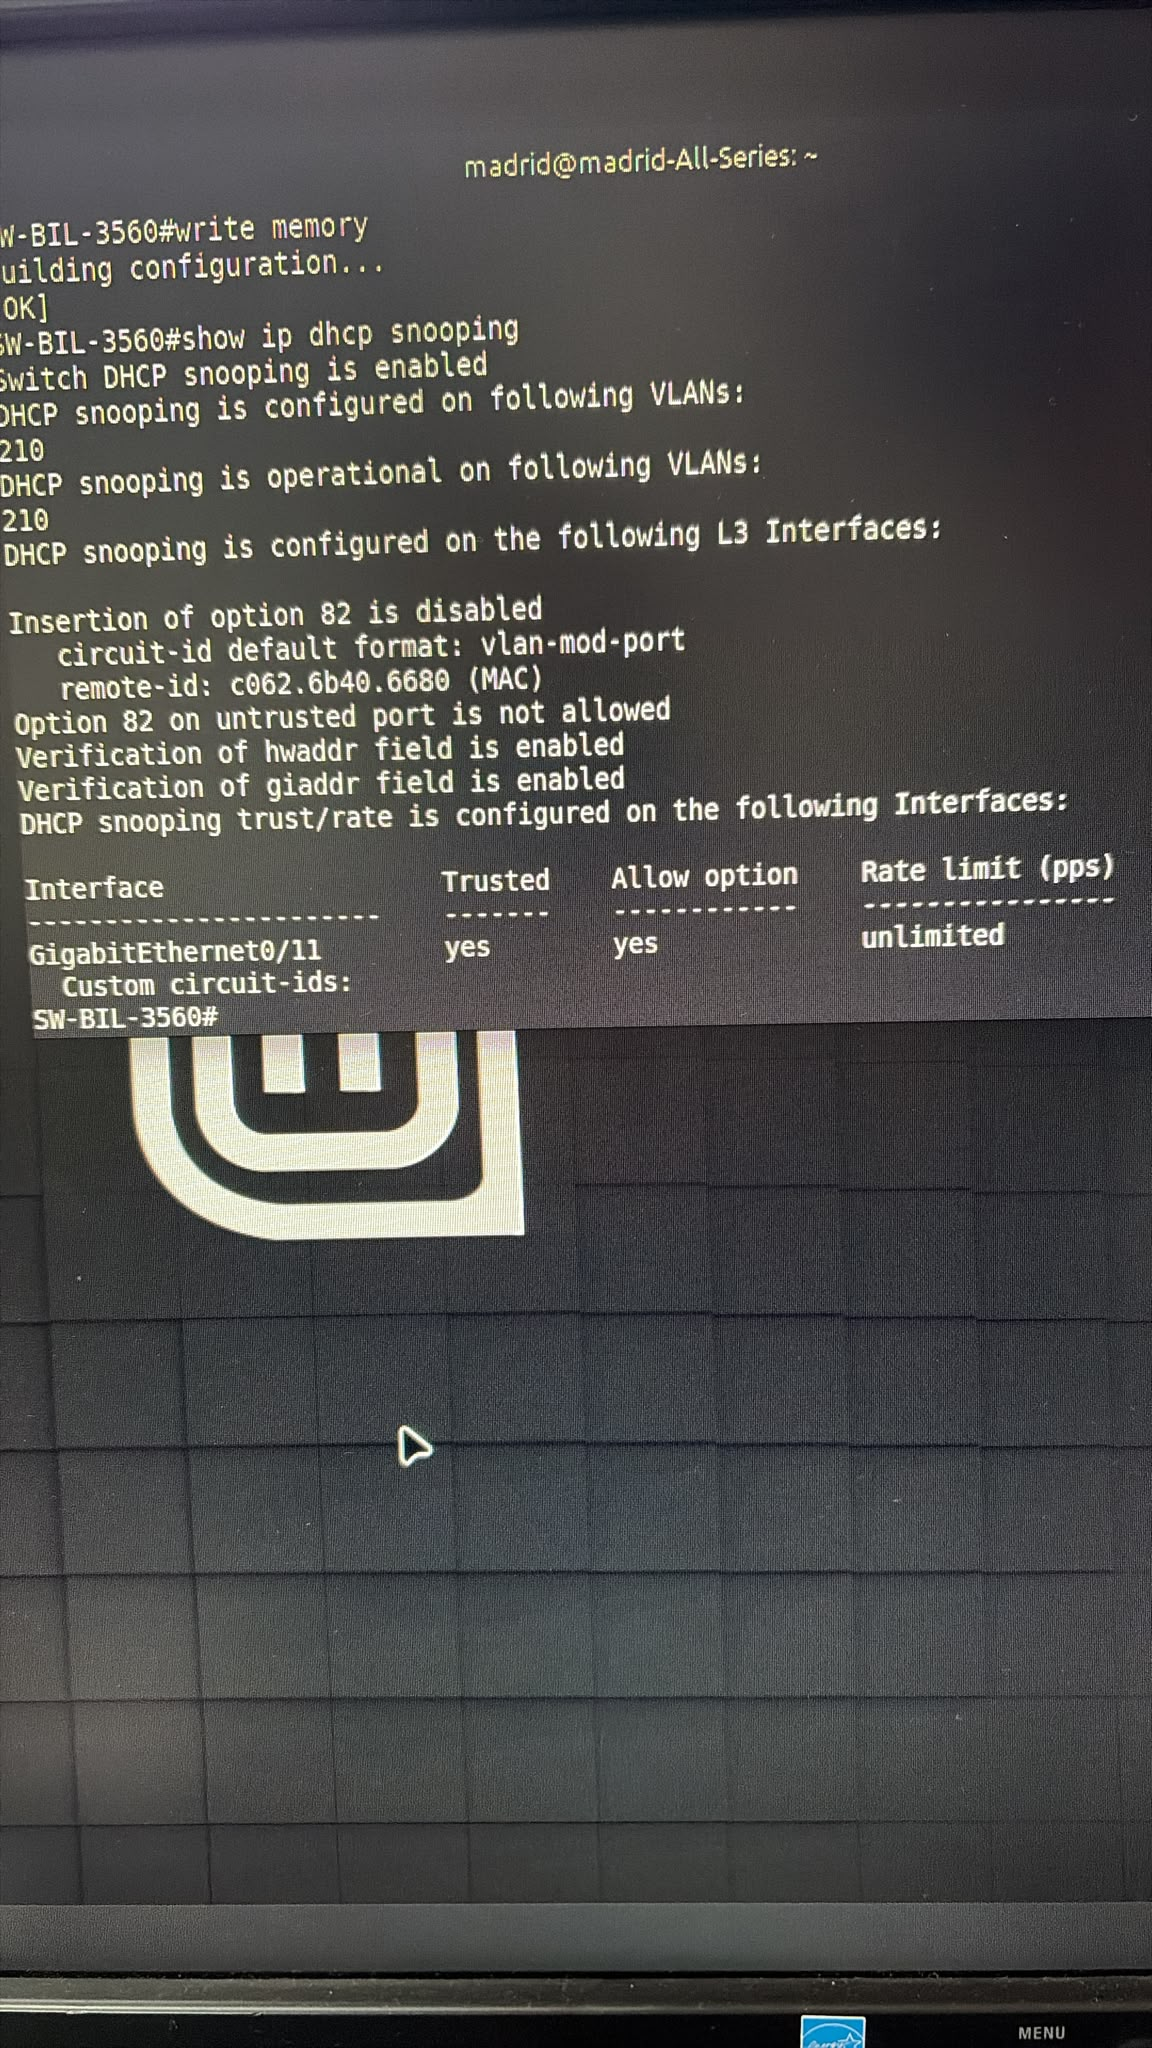 madrid@madrid-All-Series: ~
W-BIL-3560#write memory
uilding configuration...
OK]
SW-BIL-3560#show ip dhcp snooping
Switch DHCP snooping is enabled
DHCP snooping is configured on following VLANs:
210
DHCP snooping is operational on following VLANs:
210
DHCP snooping is configured on the following L3 Interfaces:
Insertion of option 82 is disabled
circuit-id default format: vlan-mod-port
remote-id: c062.6b40.6680 (MAC)
Option 82 on untrusted port is not allowed
Verification of hwaddr field is enabled
Verification of giaddr field is enabled
DHCP snooping trust/rate is configured on the following Interfaces:
Interface Trusted Allow option Rate limit (pps)
----------------------- ------- ------------ ----------------
GigabitEthernet0/11 yes yes unlimited
Custom circuit-ids:
SW-BIL-3560#
MENU